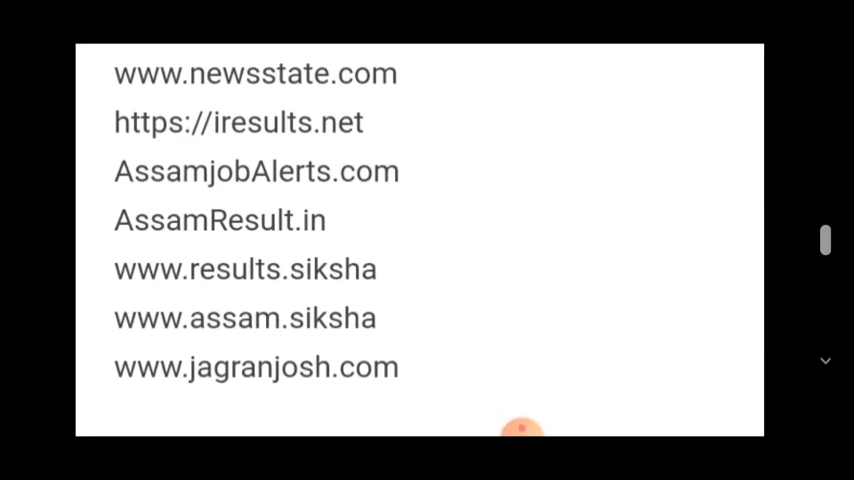 www.newsstate.com
https://iresults.net
AssamjobAlerts.com
AssamResult.in
www.results.siksha
www.assam.siksha
www.jagranjosh.com